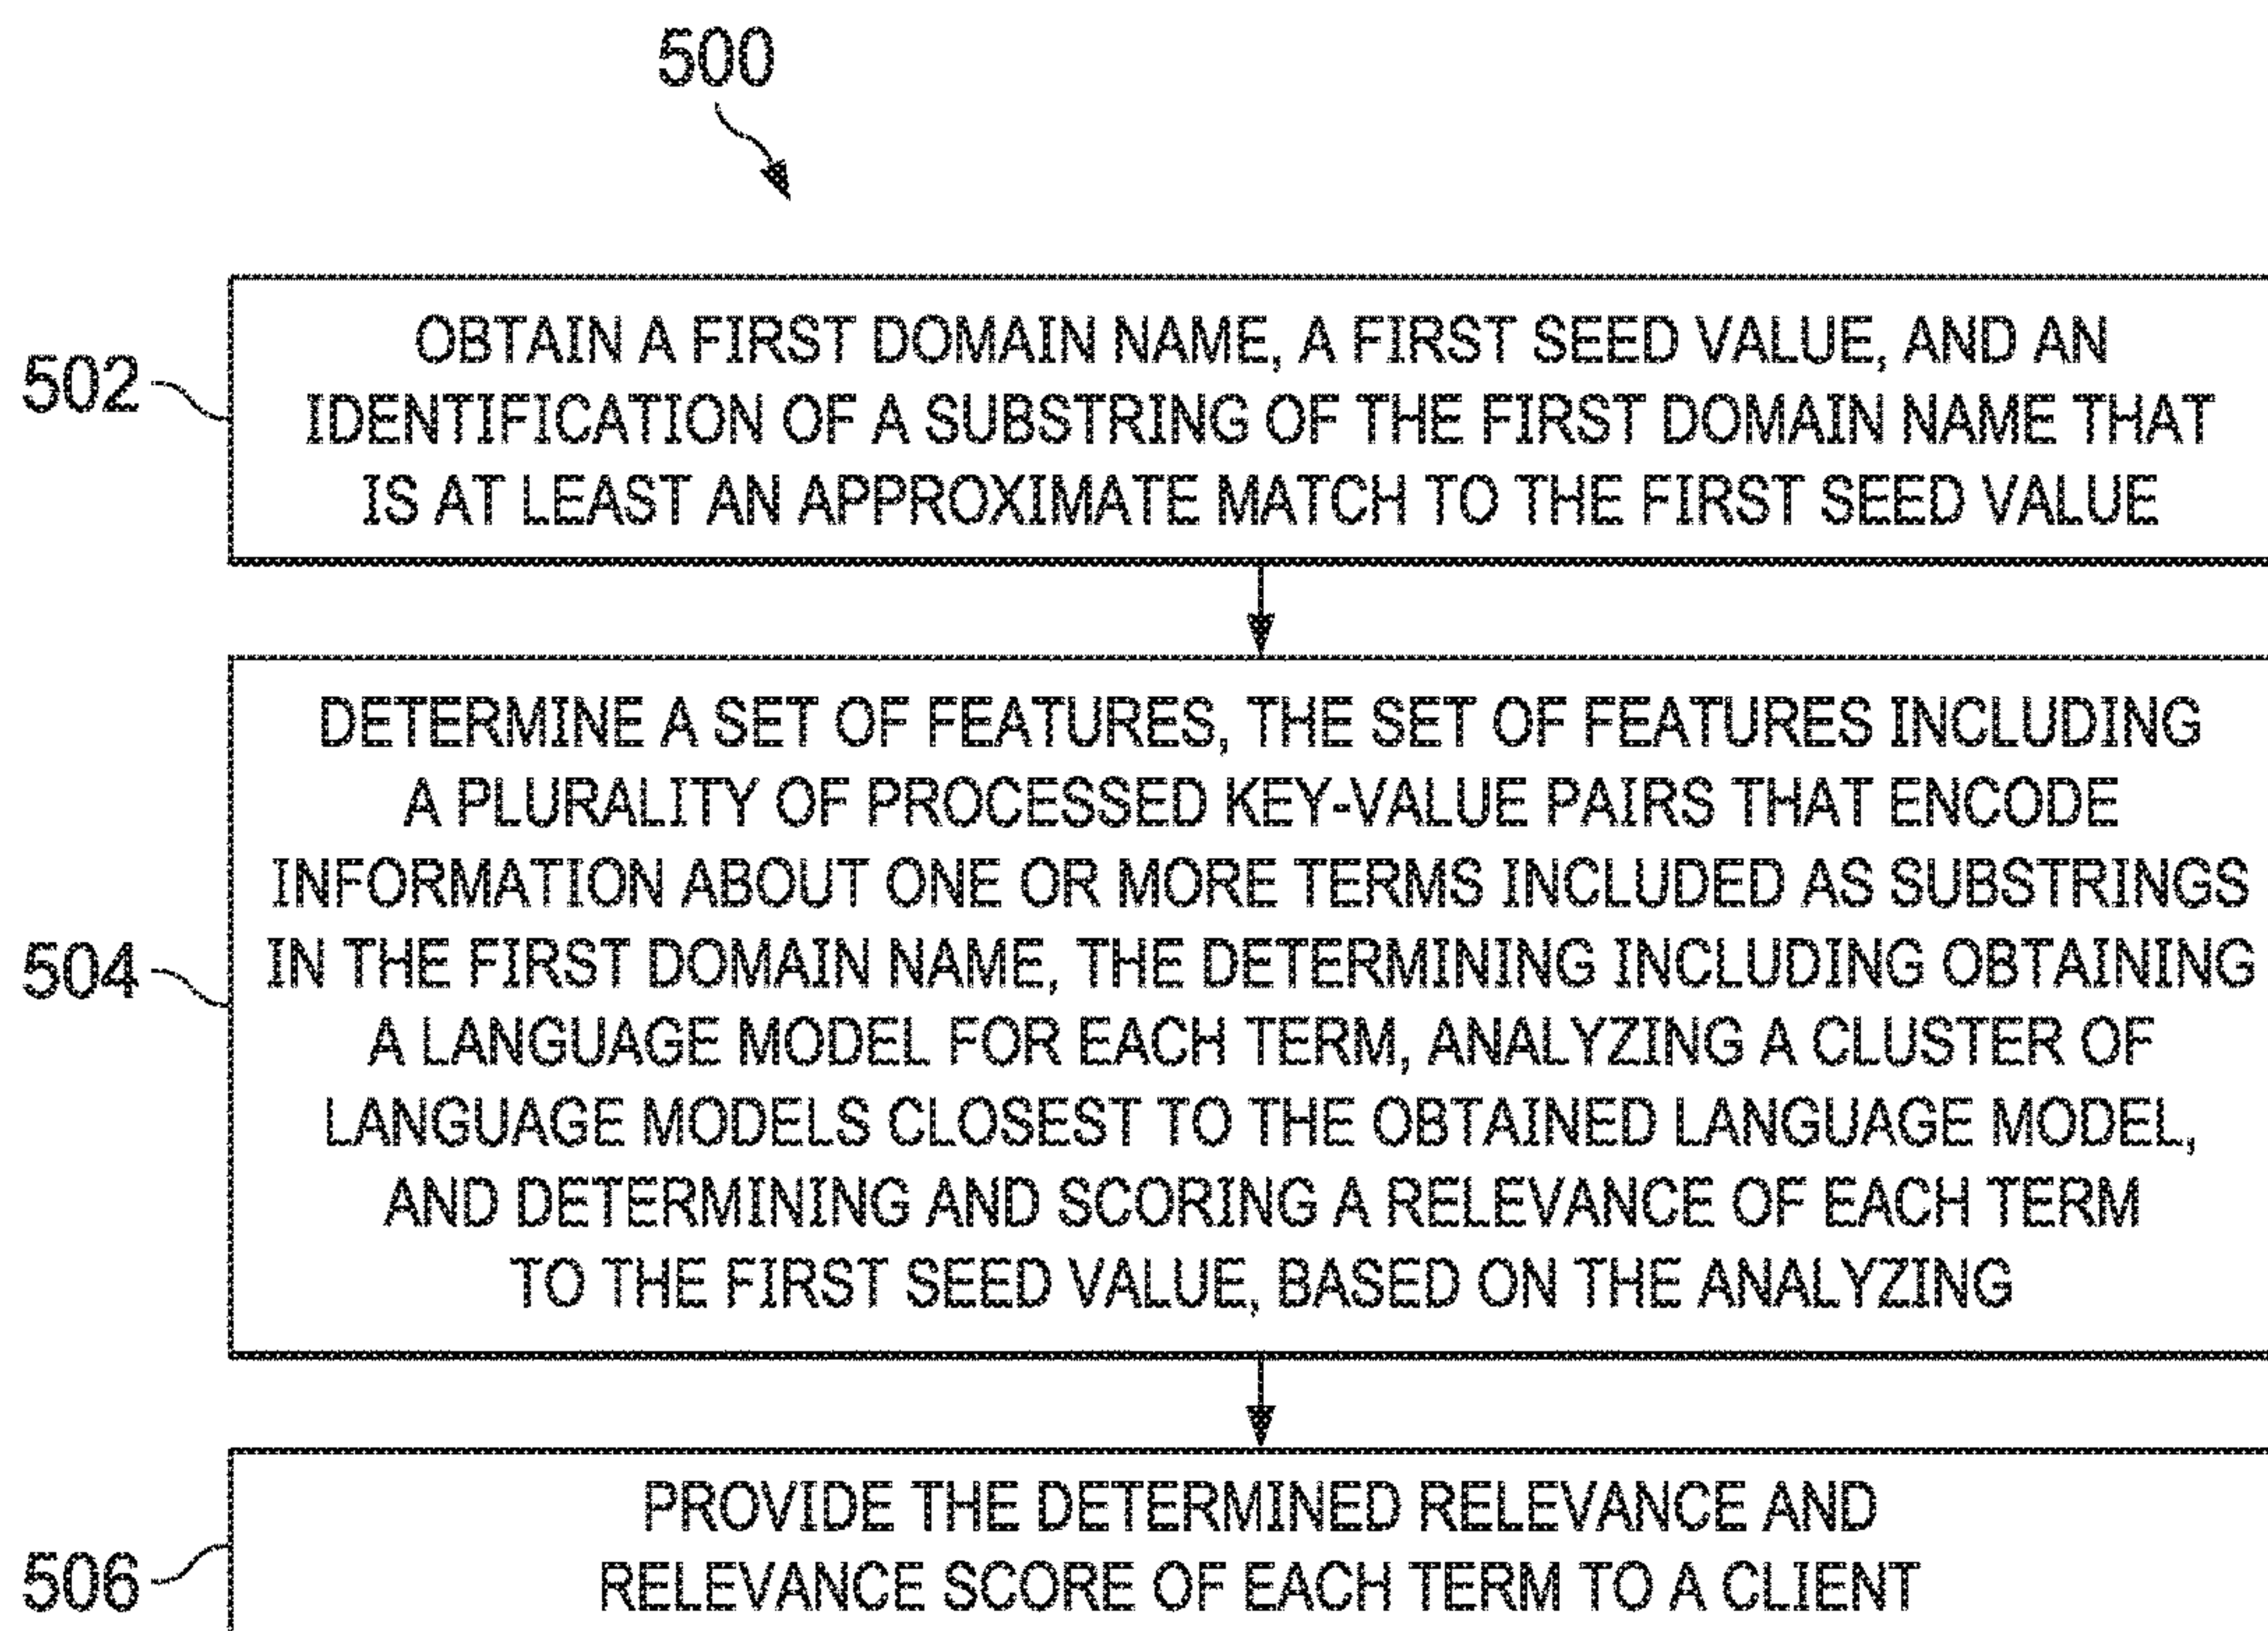 500
502
OBTAIN A FIRST DOMAIN NAME, A FIRST SEED VALUE, AND AN
IDENTIFICATION OF A SUBSTRING OF THE FIRST DOMAIN NAME THAT
IS AT LEAST AN APPROXIMATE MATCH TO THE FIRST SEED VALUE
504
DETERMINE A SET OF FEATURES, THE SET OF FEATURES INCLUDING
A PLURALITY OF PROCESSED KEY-VALUE PAIRS THAT ENCODE
INFORMATION ABOUT ONE OR MORE TERMS INCLUDED AS SUBSTRINGS
IN THE FIRST DOMAIN NAME, THE DETERMINING INCLUDING OBTAINING
A LANGUAGE MODEL FOR EACH TERM, ANALYZING A CLUSTER OF
LANGUAGE MODELS CLOSEST TO THE OBTAINED LANGUAGE MODEL,
AND DETERMINING AND SCORING A RELEVANCE OF EACH TERM
TO THE FIRST SEED VALUE, BASED ON THE ANALYZING
506
PROVIDE THE DETERMINED RELEVANCE AND
RELEVANCE SCORE OF EACH TERM TO A CLIENT